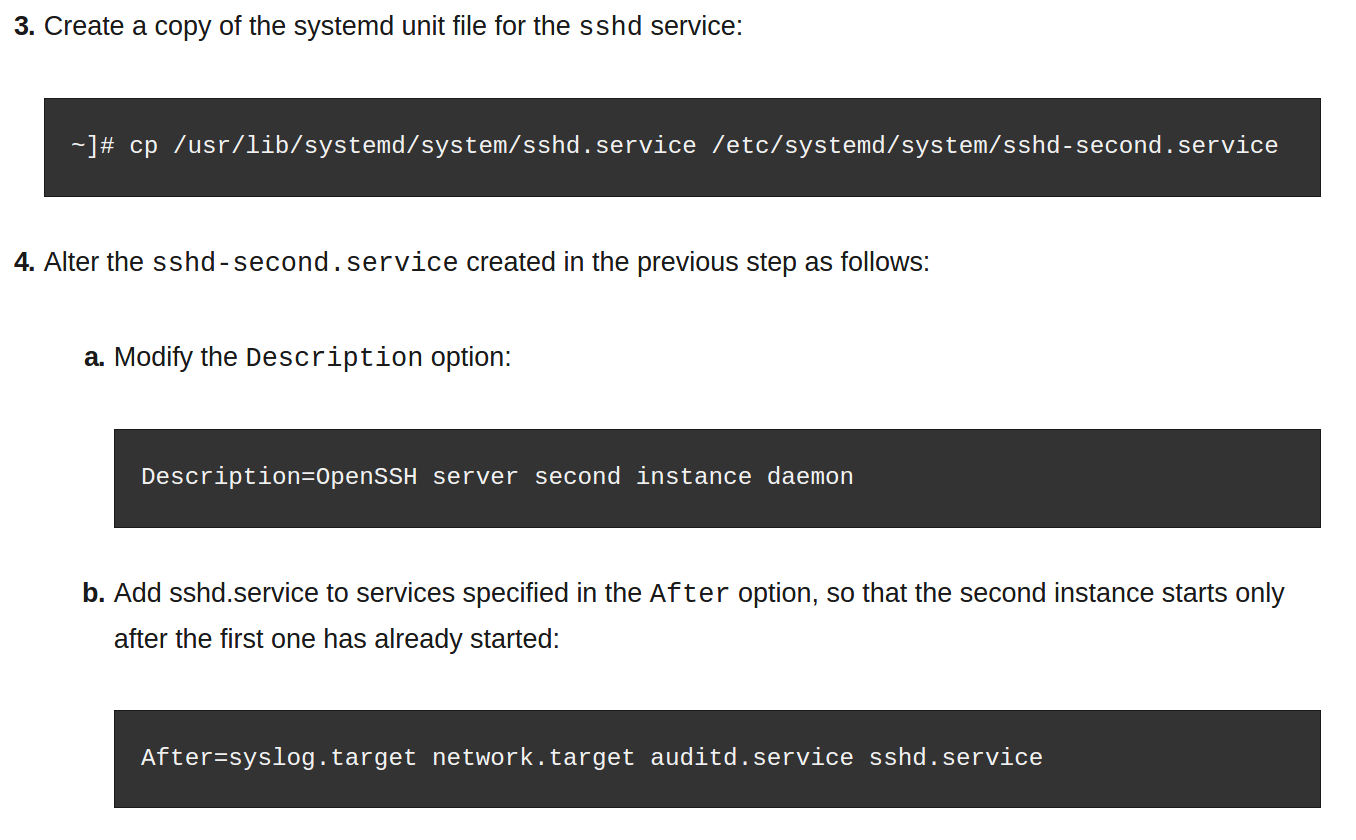 3. Create a copy of the systemd unit file for the sshd service:
~]# cp /usr/lib/systemd/system/sshd.service /etc/systemd/system/sshd-second.service
4. Alter the sshd-second.service created in the previous step as follows:
a. Modify the Description option:
Description=OpenSSH server second instance daemon
b. Add sshd.service to services specified in the After option, so that the second instance starts only
after the first one has already started:
After=syslog.target network.target auditd.service sshd.service